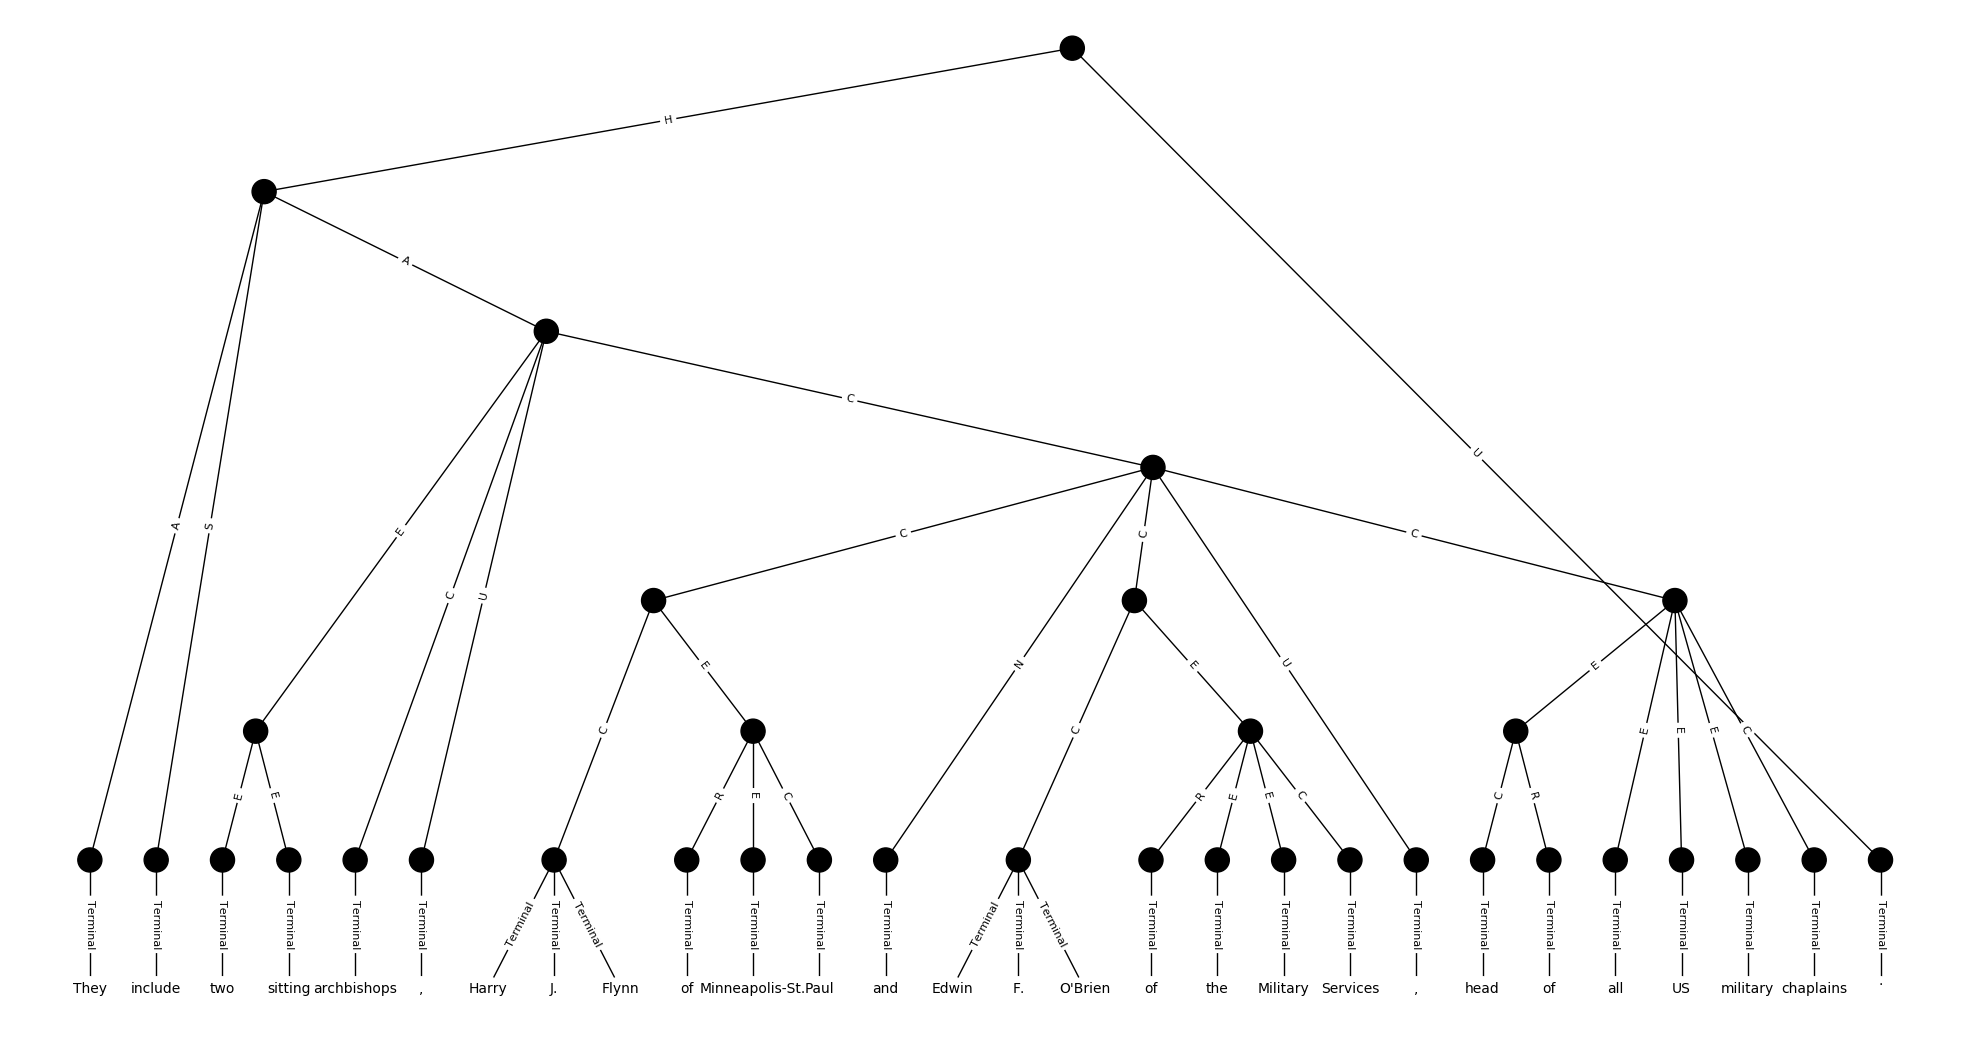 H
A
C
A S E C U U
C C C
N C U
E E E
C C E E E E C
E E R E C R E E C C R
Terminal Terminal Terminal Terminal Terminal Terminal Terminal Terminal Terminal Terminal Terminal Terminal Terminal Terminal Terminal Terminal Terminal Terminal Terminal Terminal Terminal Terminal Terminal Terminal Terminal Terminal Terminal Terminal
They include two sitting archbishops , Harry J. Flynn of Minneapolis-St.Paul and Edwin F. O'Brien of the Military Services , head of all US military chaplains .